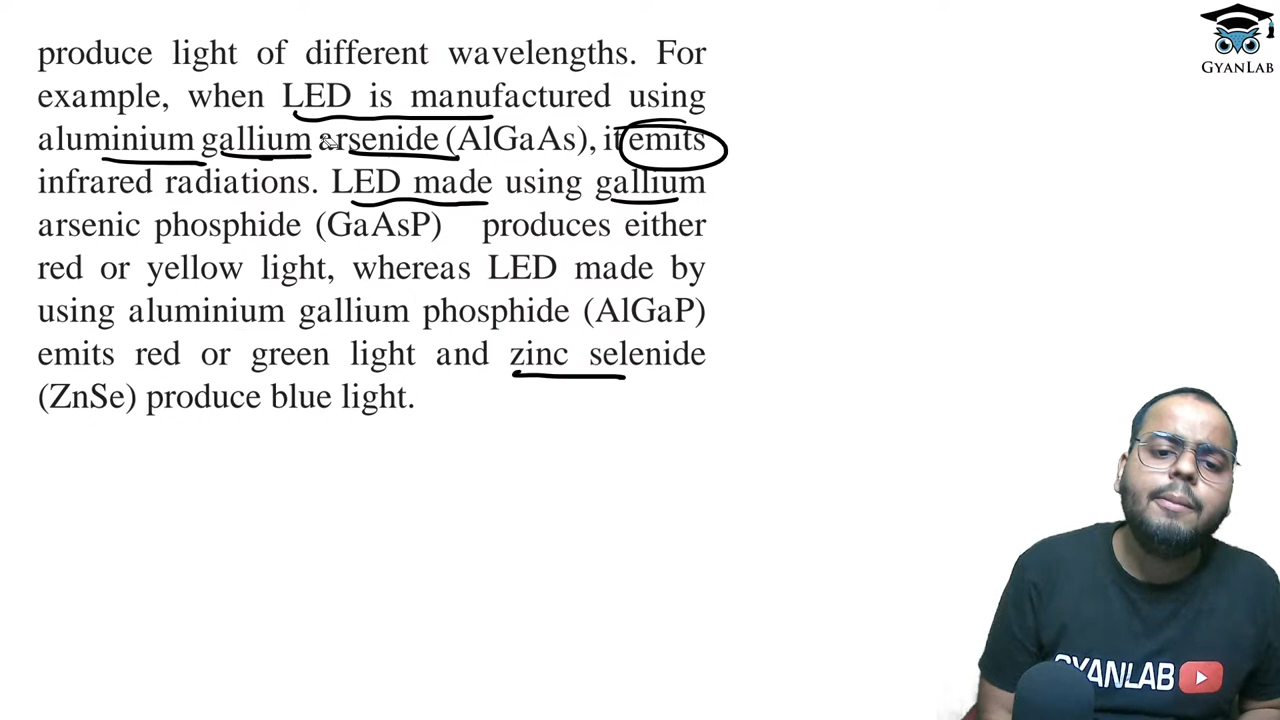 produce light of different wavelengths. For
example, when LED is manufactured using
aluminium gallium arsenide (AlGaAs), it emits
infrared radiations. LED made using gallium
arsenic phosphide (GaAsP) produces either
red or yellow light, whereas LED made by
using aluminium gallium phosphide (AlGaP)
emits red or green light and zinc selenide
(ZnSe) produce blue light.
GYANLAB
GYANLAB